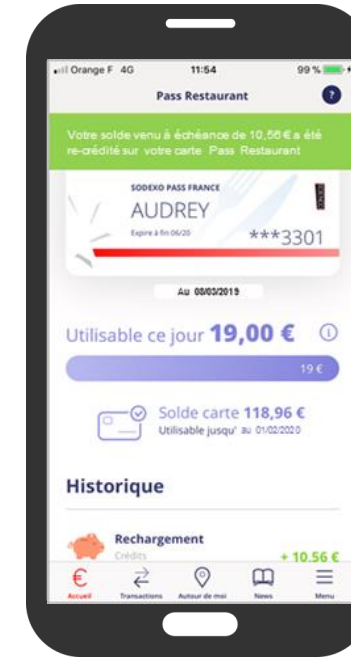 Orange F 4G 11:54 99 %
Pass Restaurant ?
Votre solde venu à échéance de 10,56 € a été
re-crédité sur votre carte Pass Restaurant
SODEXO PASS FRANCE
AUDREY
Expire à fin 06/20
***3301
Au 08/03/2019
Utilisable ce jour 19,00 €
19 €
Solde carte 118,96 €
Utilisable jusqu' au 01/02/2020
Historique
Rechargement
Crédits
+ 10.56 €
Accueil Transactions Autour de moi News Menu